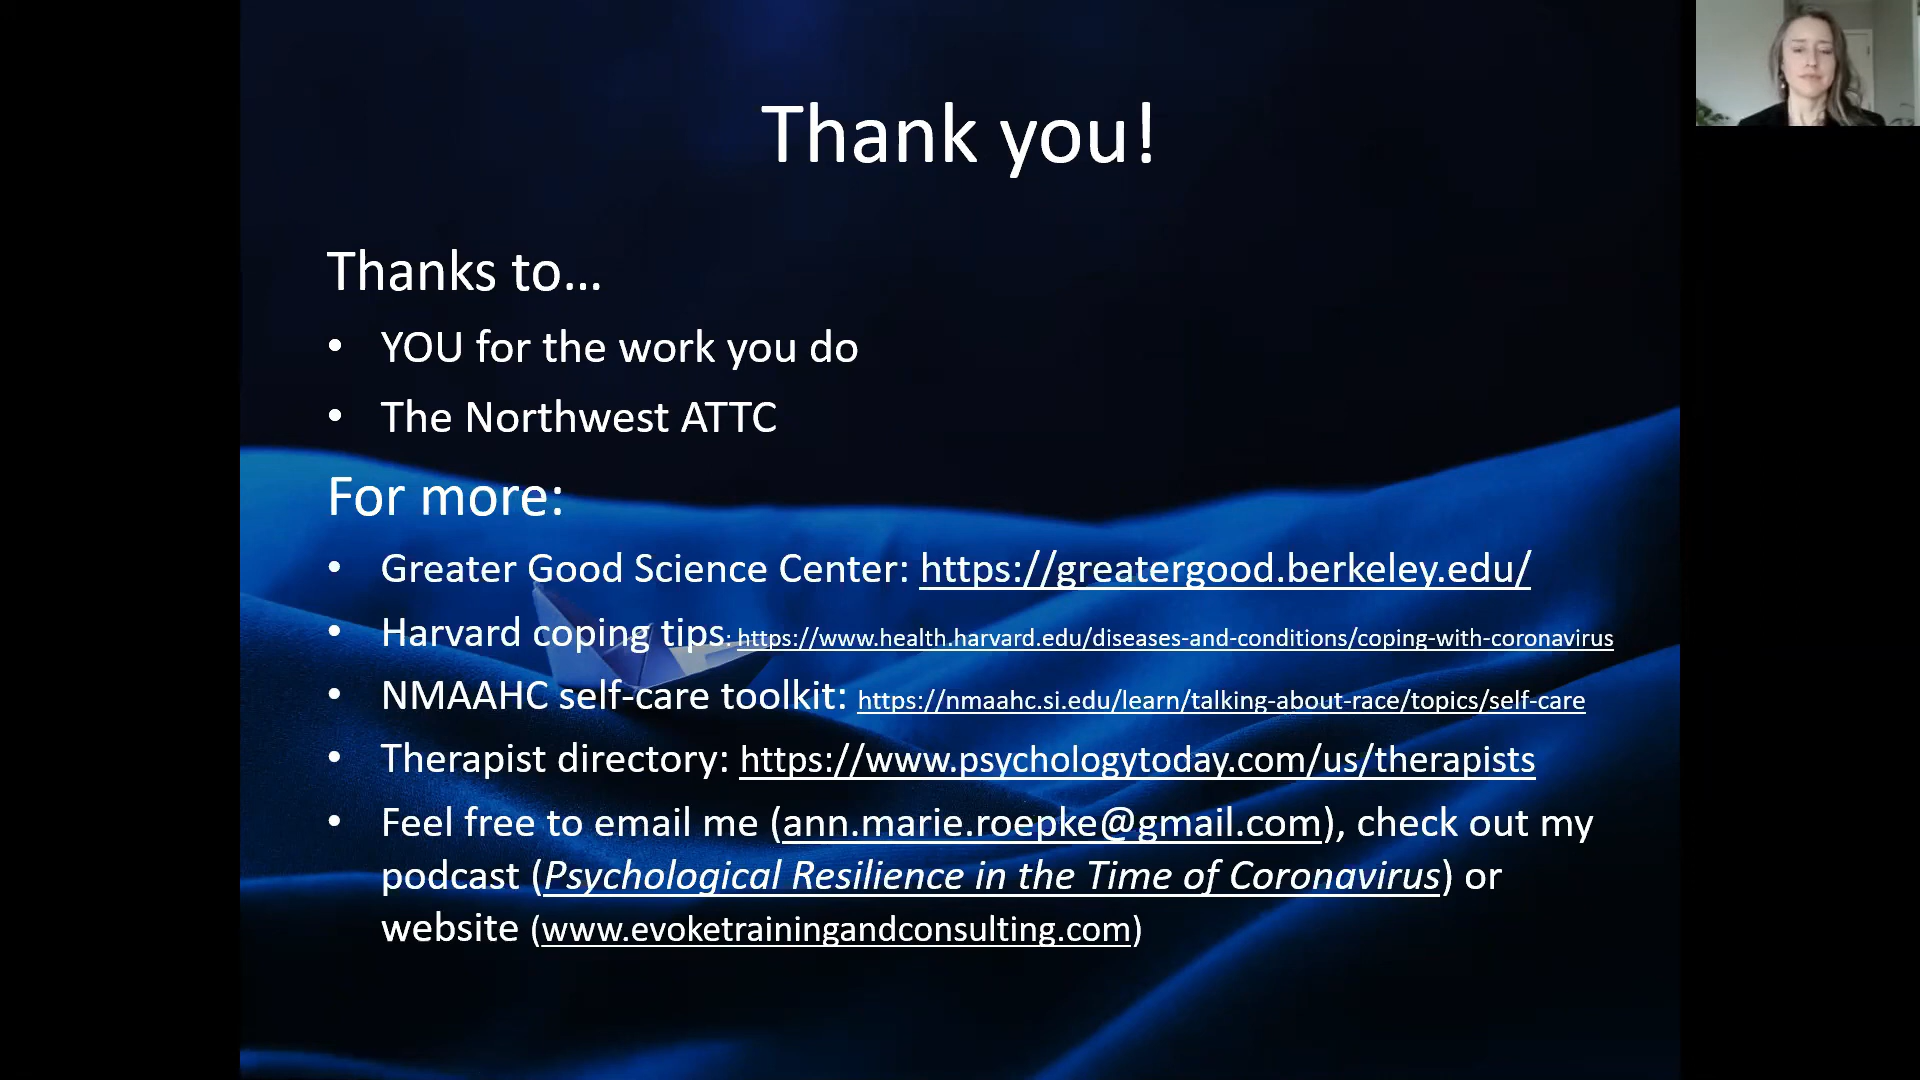 Thank you!
Thanks to…
• YOU for the work you do
• The Northwest ATTC
For more:
• Greater Good Science Center: https://greatergood.berkeley.edu/
• Harvard coping tips: https://www.health.harvard.edu/diseases-and-conditions/coping-with-coronavirus
• NMAAHC self-care toolkit: https://nmaahc.si.edu/learn/talking-about-race/topics/self-care
• Therapist directory: https://www.psychologytoday.com/us/therapists
• Feel free to email me (ann.marie.roepke@gmail.com), check out my
podcast (Psychological Resilience in the Time of Coronavirus) or
website (www.evoketrainingandconsulting.com)